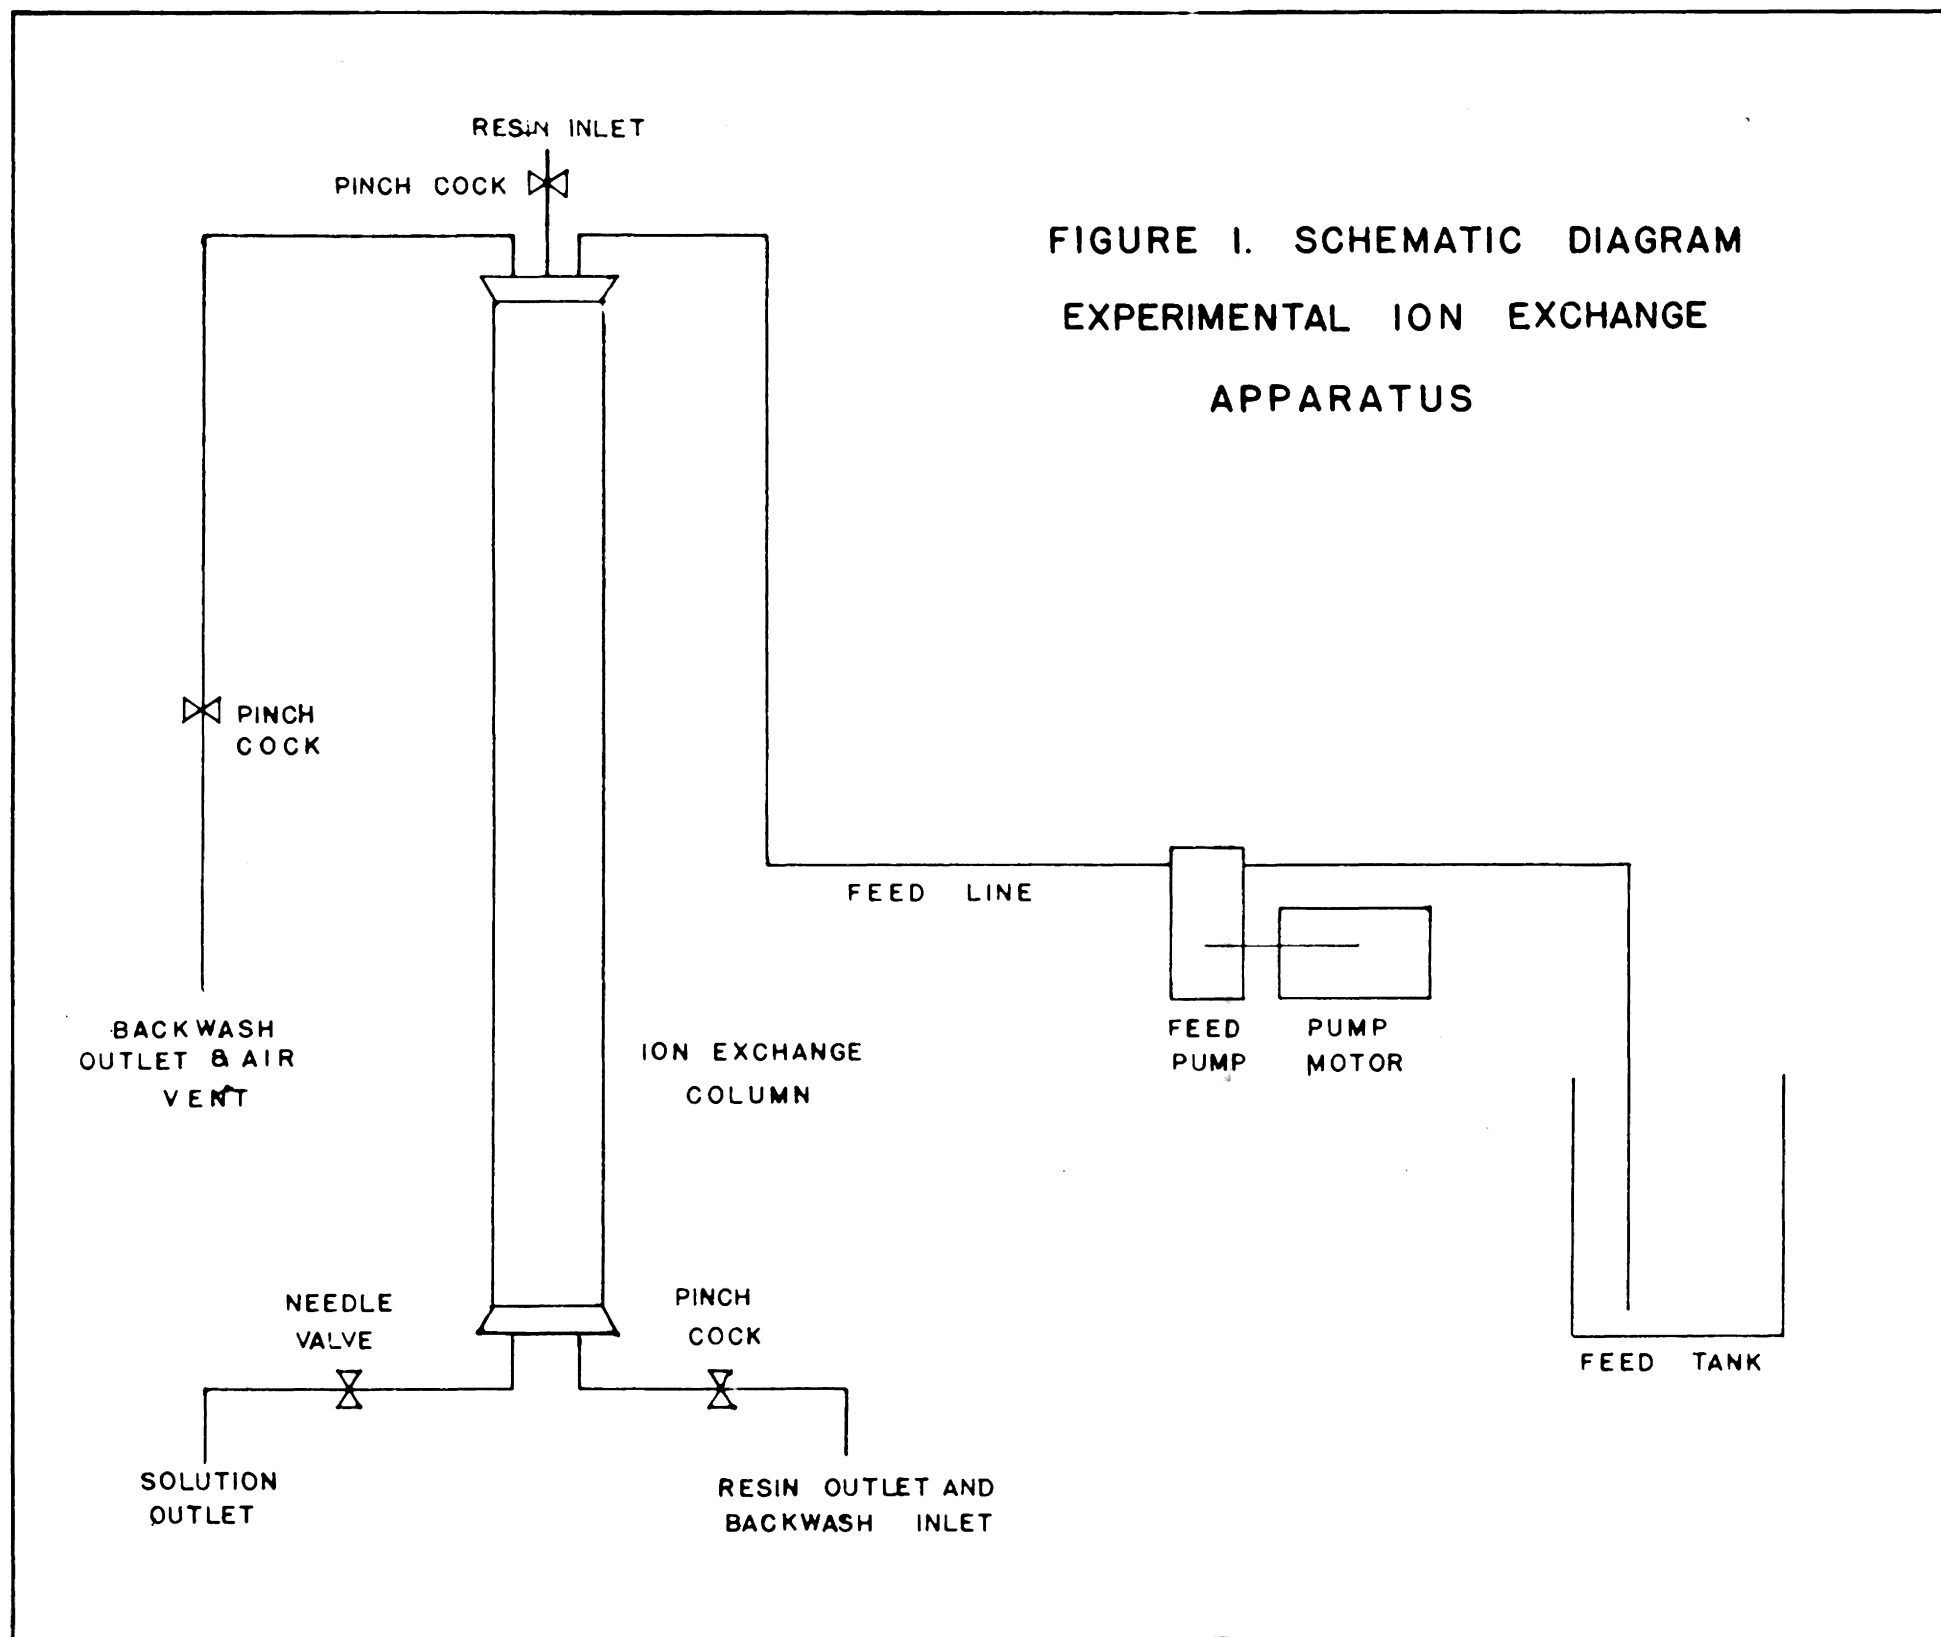 RESIN INLET
PINCH COCK
FIGURE 1. SCHEMATIC DIAGRAM
EXPERIMENTAL ION EXCHANGE
APPARATUS
PINCH
COCK
FEED LINE
FEED
PUMP
PUMP
MOTOR
BACKWASH
OUTLET & AIR
VENT
ION EXCHANGE
COLUMN
NEEDLE
VALVE
PINCH
COCK
FEED TANK
SOLUTION
OUTLET
RESIN OUTLET AND
BACKWASH INLET